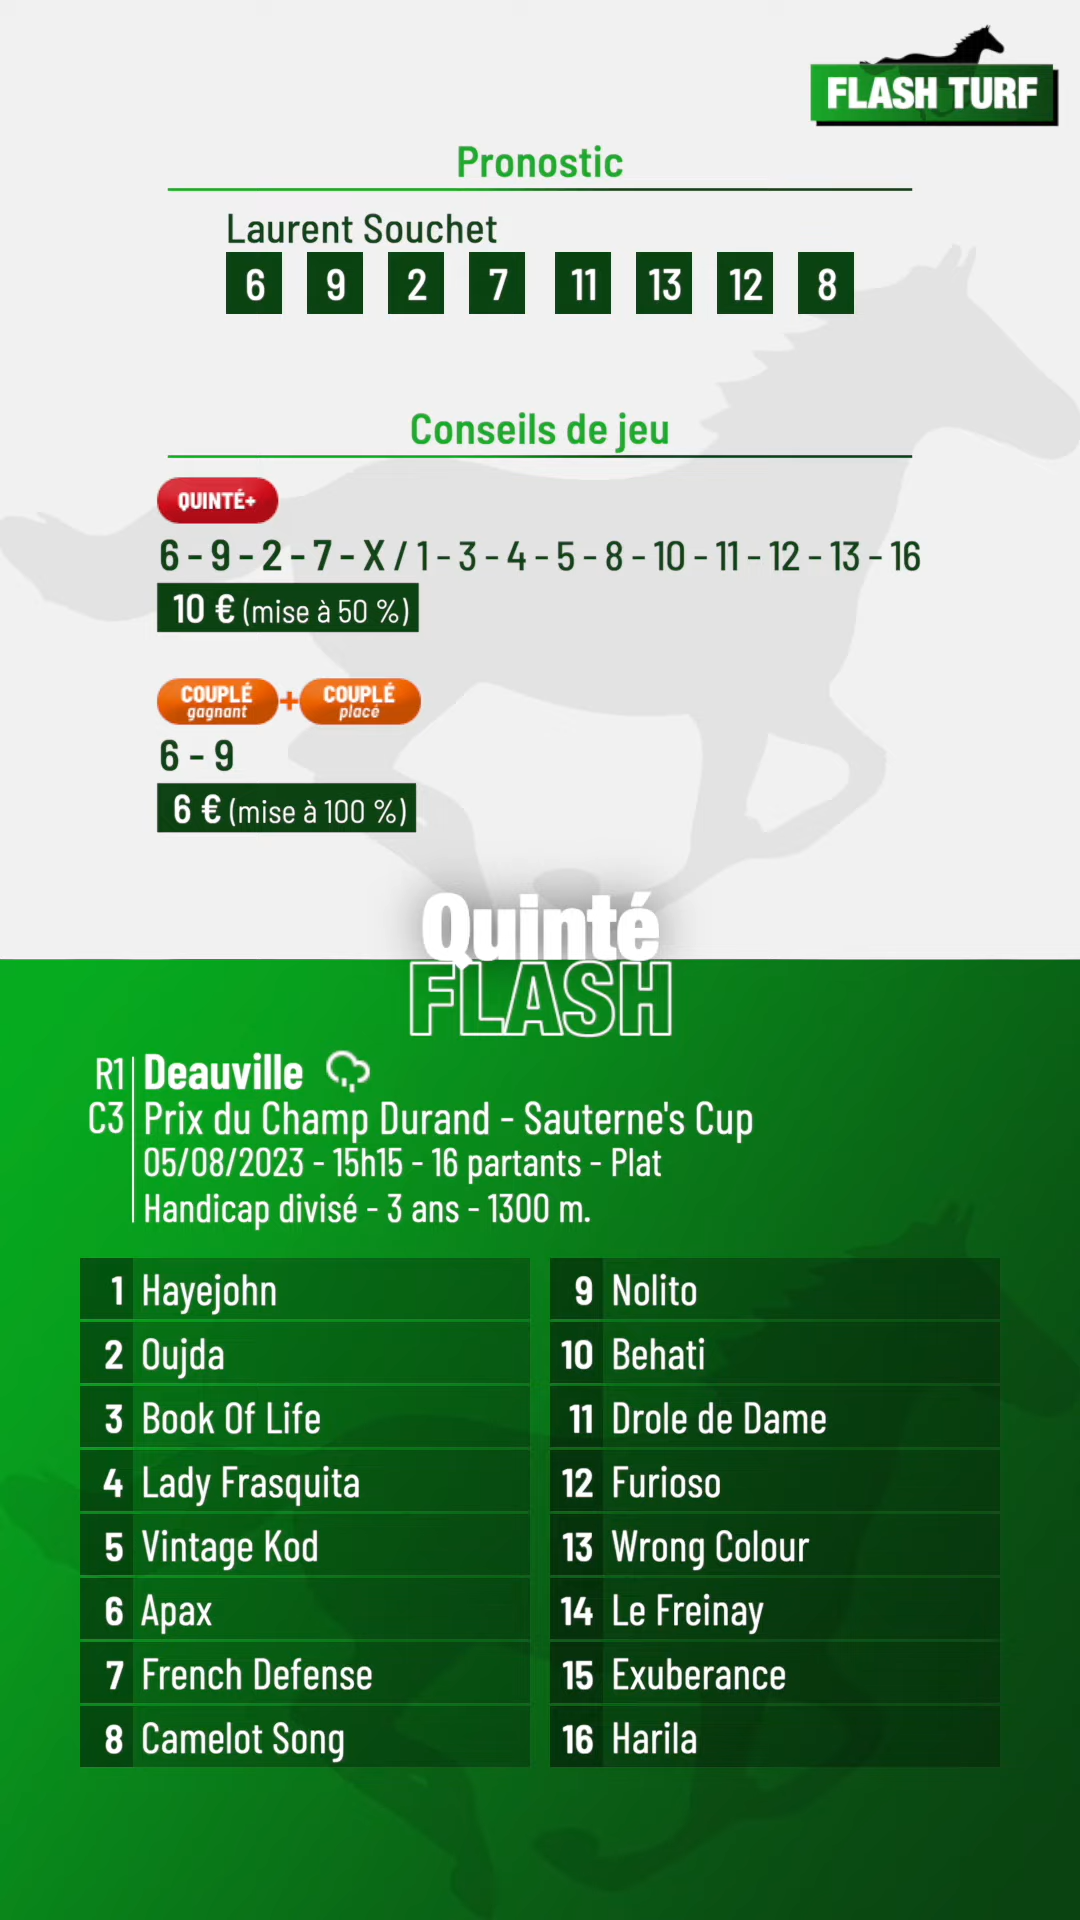 FLASH TURF
Pronostic
Laurent Souchet
6 9 2 7 11 13 12 8
Conseils de jeu
QUINTÉ+
6 - 9 - 2 - 7 - X / 1 - 3 - 4 - 5 - 8 - 10 - 11 - 12 - 13 - 16
10 € (mise à 50 %)
COUPLÉ gagnant + COUPLÉ placé
6 - 9
6 € (mise à 100 %)
Quinté
FLASH
R1 Deauville
C3 Prix du Champ Durand - Sauterne's Cup
05/08/2023 - 15h15 - 16 partants - Plat
Handicap divisé - 3 ans - 1300 m.
1 Hayejohn
2 Oujda
3 Book Of Life
4 Lady Frasquita
5 Vintage Kod
6 Apax
7 French Defense
8 Camelot Song
9 Nolito
10 Behati
11 Drole de Dame
12 Furioso
13 Wrong Colour
14 Le Freinay
15 Exuberance
16 Harila